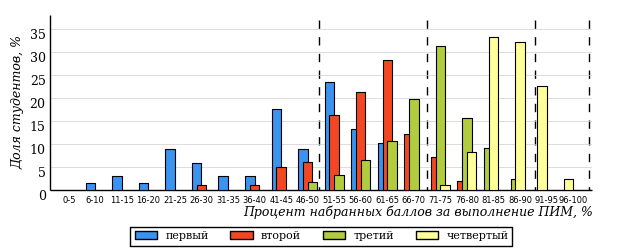 Доля студентов, %
35
30
25
20
15
10
5
0
0-5 6-10 11-15 16-20 21-25 26-30 31-35 36-40 41-45 46-50 51-55 56-60 61-65 66-70 71-75 76-80 81-85 86-90 91-95 96-100
Процент набранных баллов за выполнение ПИМ, %
первый второй третий четвертый